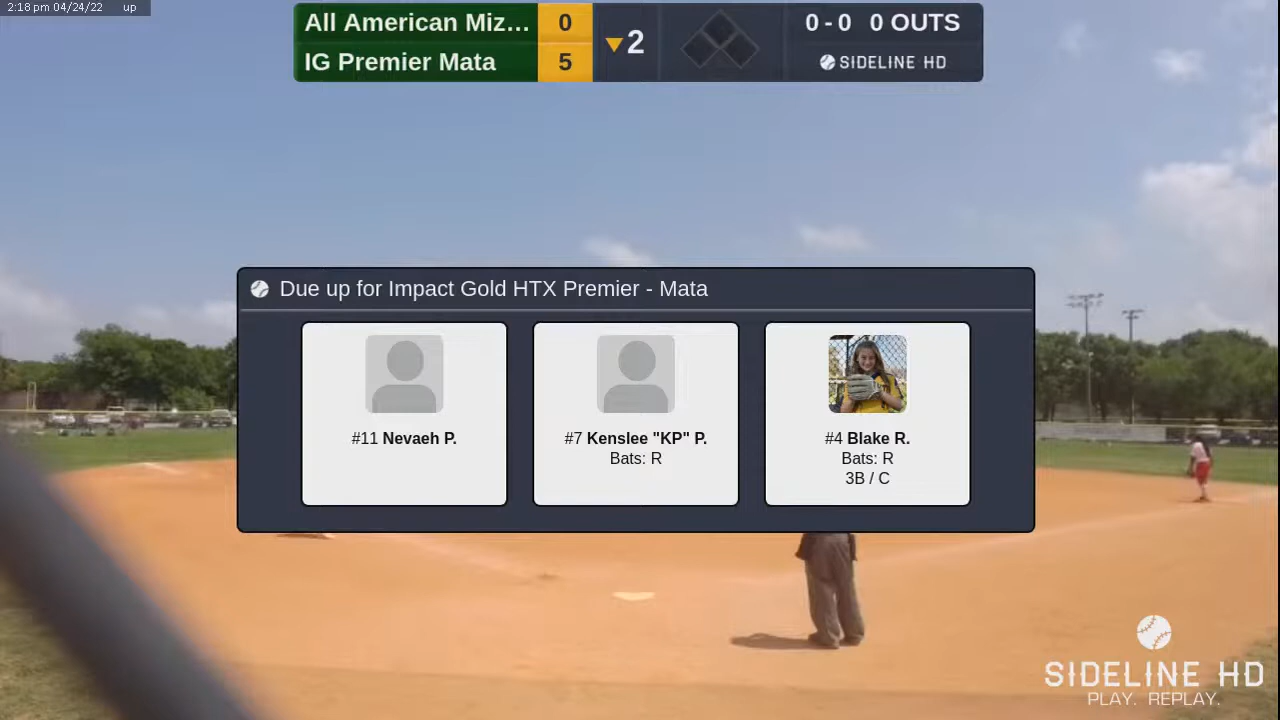 2:18 pm 04/24/22 up
All American Miz...
0
IG Premier Mata
5
▼2
0 - 0 0 OUTS
SIDELINE HD
Due up for Impact Gold HTX Premier - Mata
#11 Nevaeh P.
#7 Kenslee "KP" P.
Bats: R
#4 Blake R.
Bats: R
3B / C
SIDELINE HD
PLAY. REPLAY.